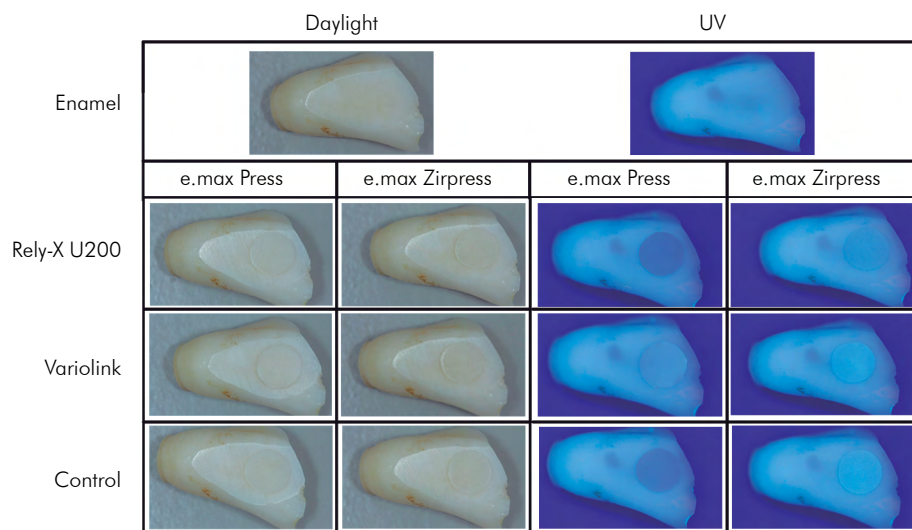 Daylight UV
Enamel
e.max Press e.max Zirpress e.max Press e.max Zirpress
Rely-X U200
Variolink
Control